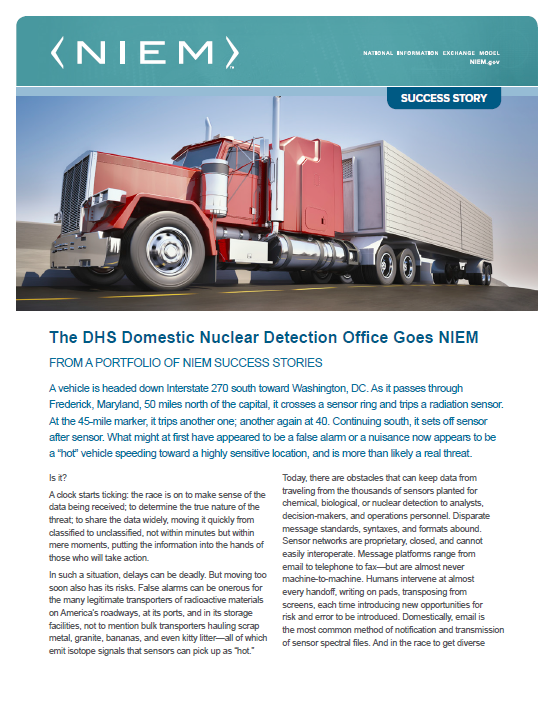 〈NIEM〉™
NATIONAL INFORMATION EXCHANGE MODEL
NIEM.gov
SUCCESS STORY
The DHS Domestic Nuclear Detection Office Goes NIEM
FROM A PORTFOLIO OF NIEM SUCCESS STORIES
A vehicle is headed down Interstate 270 south toward Washington, DC. As it passes through
Frederick, Maryland, 50 miles north of the capital, it crosses a sensor ring and trips a radiation sensor.
At the 45-mile marker, it trips another one; another again at 40. Continuing south, it sets off sensor
after sensor. What might at first have appeared to be a false alarm or a nuisance now appears to be
a “hot” vehicle speeding toward a highly sensitive location, and is more than likely a real threat.
Is it?
A clock starts ticking: the race is on to make sense of the
data being received; to determine the true nature of the
threat; to share the data widely, moving it quickly from
classified to unclassified, not within minutes but within
mere moments, putting the information into the hands of
those who will take action.
In such a situation, delays can be deadly. But moving too
soon also has its risks. False alarms can be onerous for
the many legitimate transporters of radioactive materials
on America’s roadways, at its ports, and in its storage
facilities, not to mention bulk transporters hauling scrap
metal, granite, bananas, and even kitty litter—all of which
emit isotope signals that sensors can pick up as “hot.”
Today, there are obstacles that can keep data from
traveling from the thousands of sensors planted for
chemical, biological, or nuclear detection to analysts,
decision-makers, and operations personnel. Disparate
message standards, syntaxes, and formats abound.
Sensor networks are proprietary, closed, and cannot
easily interoperate. Message platforms range from
email to telephone to fax—but are almost never
machine-to-machine. Humans intervene at almost
every handoff, writing on pads, transposing from
screens, each time introducing new opportunities for
risk and error to be introduced. Domestically, email is
the most common method of notification and transmission
of sensor spectral files. And in the race to get diverse